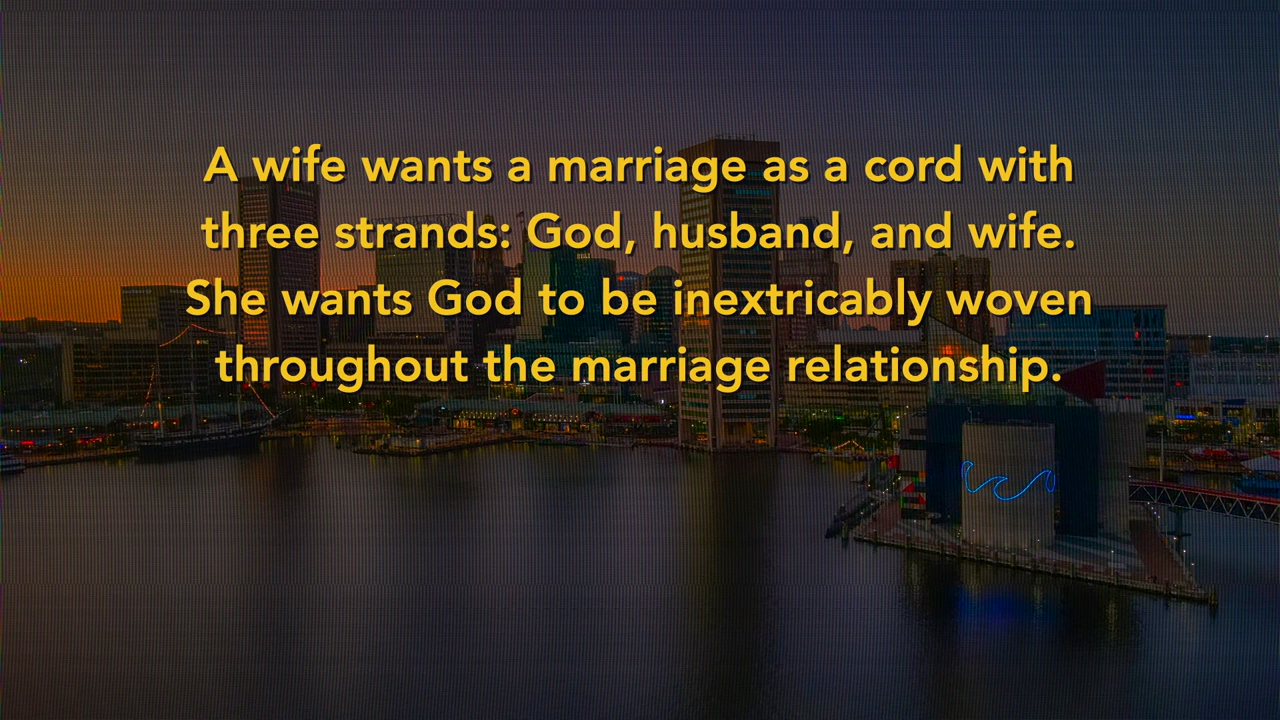 A wife wants a marriage as a cord with
three strands: God, husband, and wife.
She wants God to be inextricably woven
throughout the marriage relationship.